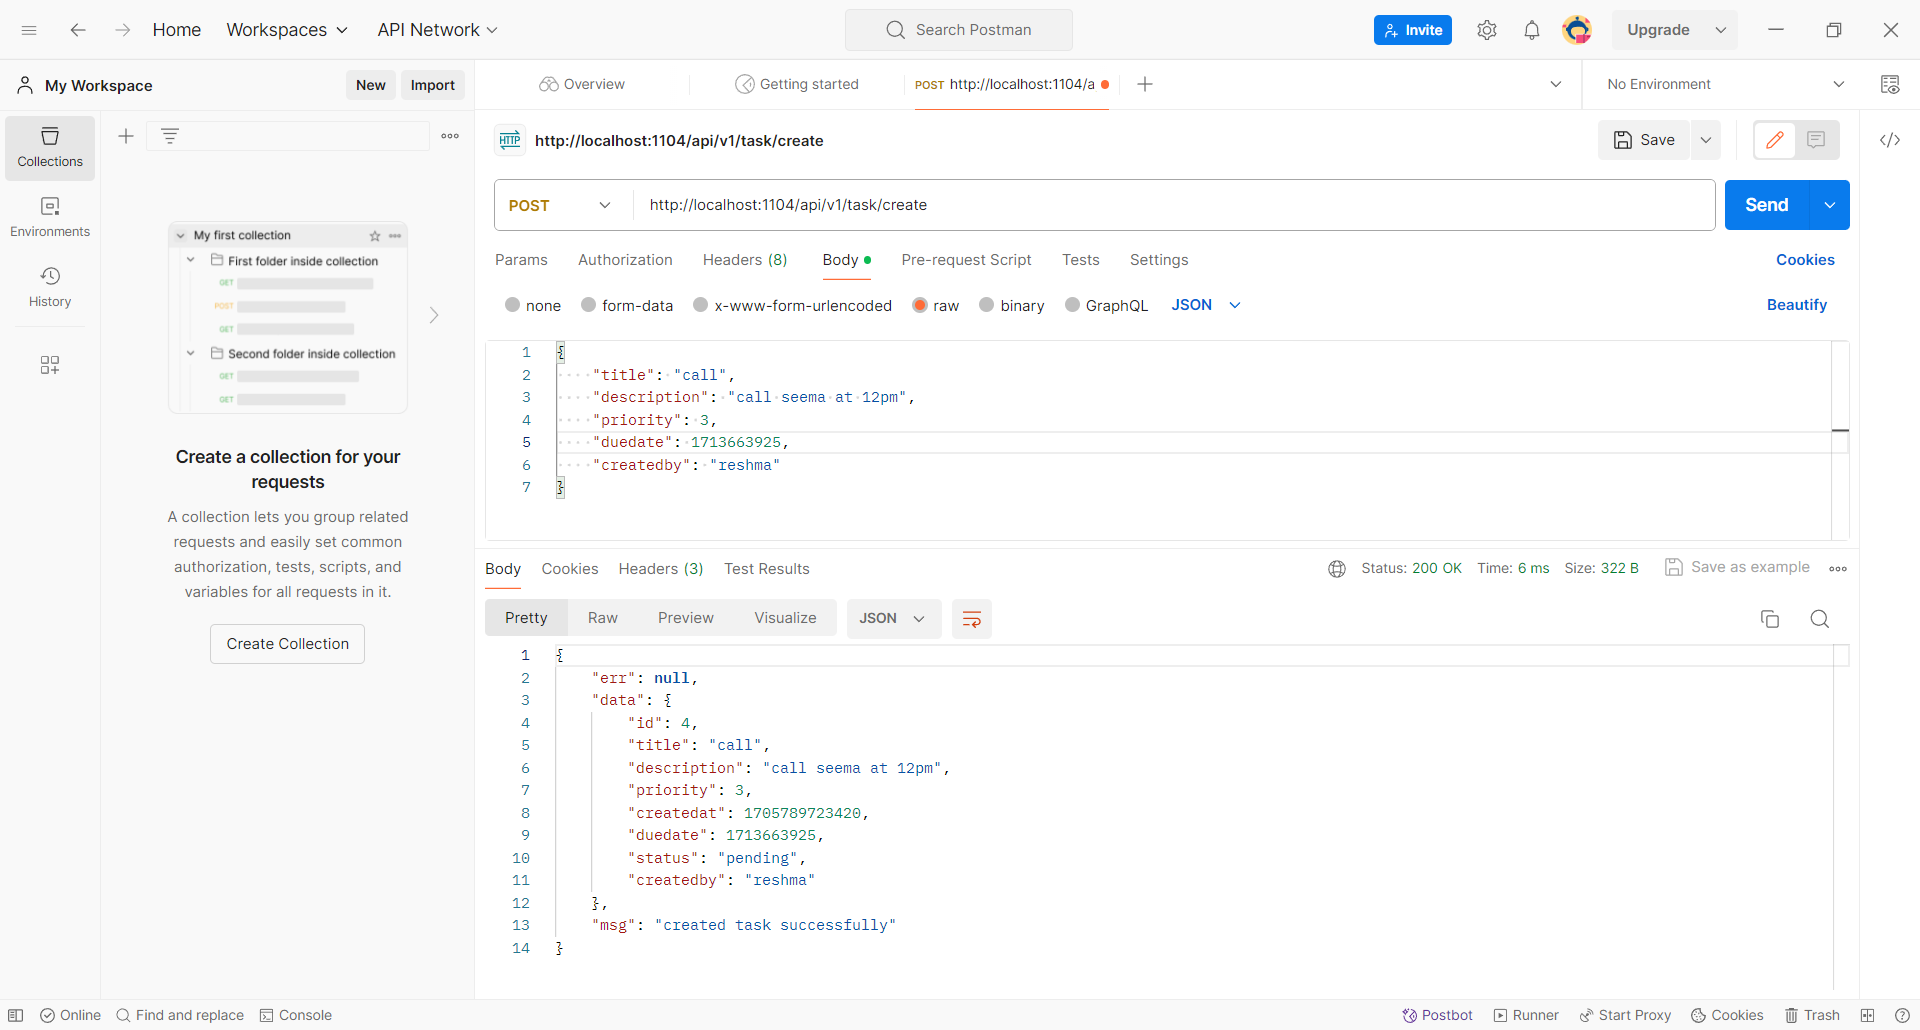 Home Workspaces API Network Search Postman Invite Upgrade
My Workspace New Import Overview Getting started POST http://localhost:1104/a No Environment
Collections
Environments
History
My first collection
First folder inside collection
GET
POST
GET
Second folder inside collection
GET
GET
Create a collection for your
requests
A collection lets you group related
requests and easily set common
authorization, tests, scripts, and
variables for all requests in it.
Create Collection
HTTP http://localhost:1104/api/v1/task/create Save </>
POST http://localhost:1104/api/v1/task/create Send
Params Authorization Headers (8) Body Pre-request Script Tests Settings Cookies
none form-data x-www-form-urlencoded raw binary GraphQL JSON Beautify
1 {
2 "title": "call",
3 "description": "call seema at 12pm",
4 "priority": 3,
5 "duedate": 1713663925,
6 "createdby": "reshma"
7 }
Body Cookies Headers (3) Test Results Status: 200 OK Time: 6 ms Size: 322 B Save as example
Pretty Raw Preview Visualize JSON
1 {
2 "err": null,
3 "data": {
4 "id": 4,
5 "title": "call",
6 "description": "call seema at 12pm",
7 "priority": 3,
8 "createdat": 1705789723420,
9 "duedate": 1713663925,
10 "status": "pending",
11 "createdby": "reshma"
12 },
13 "msg": "created task successfully"
14 }
Online Find and replace Console Postbot Runner Start Proxy Cookies Trash